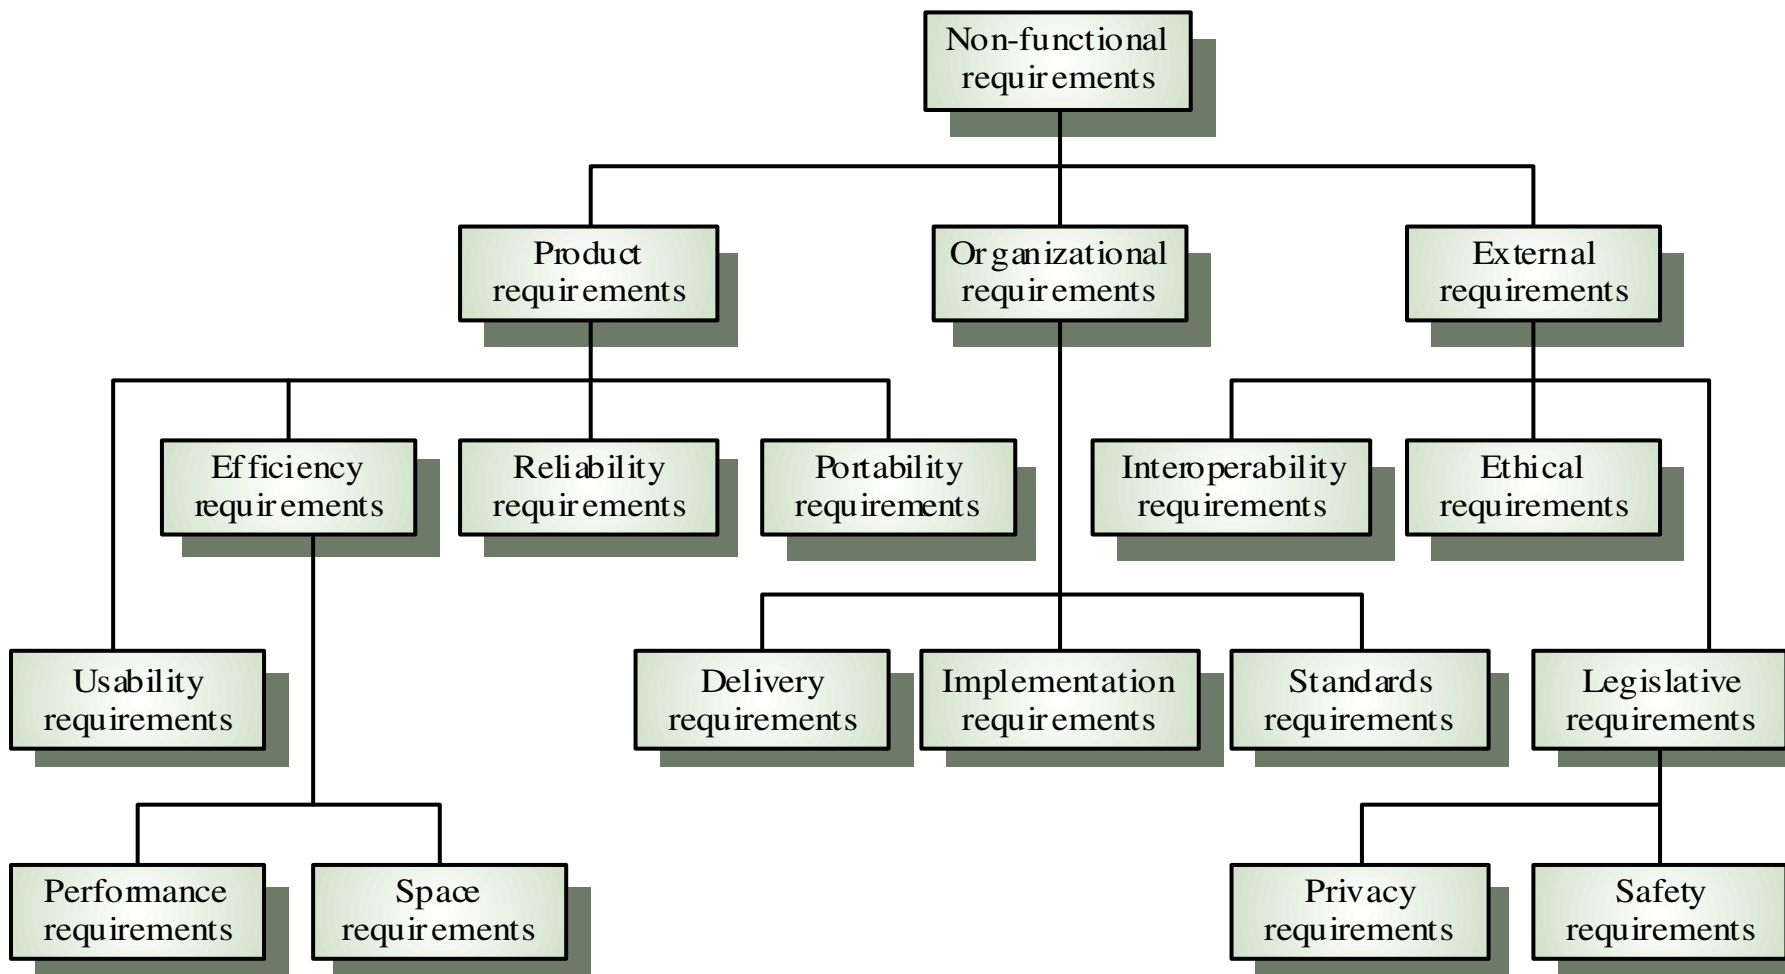 Non-functional
requirements
Product
requirements
Organizational
requirements
External
requirements
Efficiency
requirements
Reliability
requirements
Portability
requirements
Interoperability
requirements
Ethical
requirements
Usability
requirements
Delivery
requirements
Implementation
requirements
Standards
requirements
Legislative
requirements
Performance
requirements
Space
requirements
Privacy
requirements
Safety
requirements